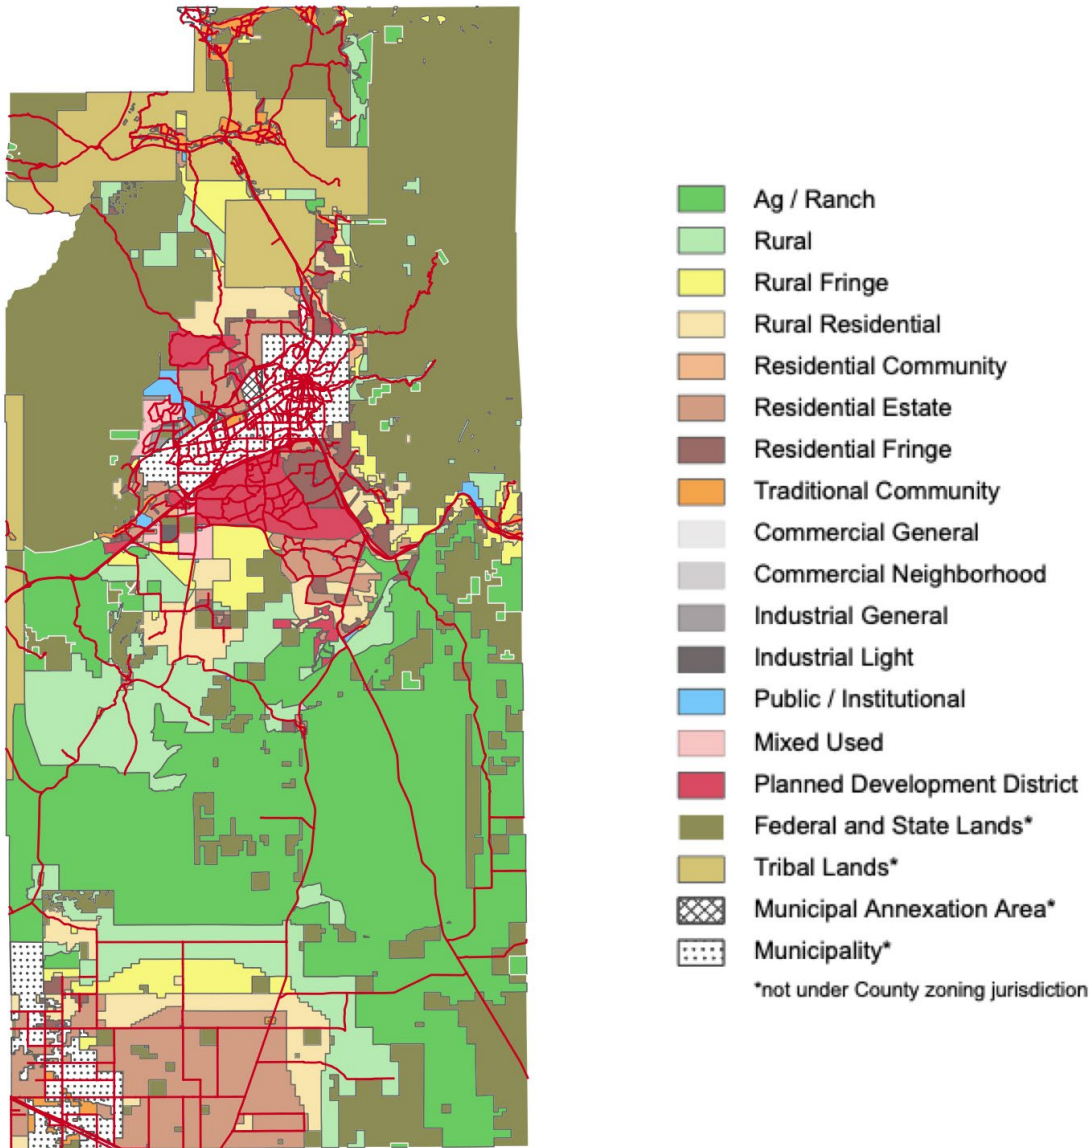 Ag / Ranch
Rural
Rural Fringe
Rural Residential
Residential Community
Residential Estate
Residential Fringe
Traditional Community
Commercial General
Commercial Neighborhood
Industrial General
Industrial Light
Public / Institutional
Mixed Used
Planned Development District
Federal and State Lands*
Tribal Lands*
Municipal Annexation Area*
Municipality*
*not under County zoning jurisdiction